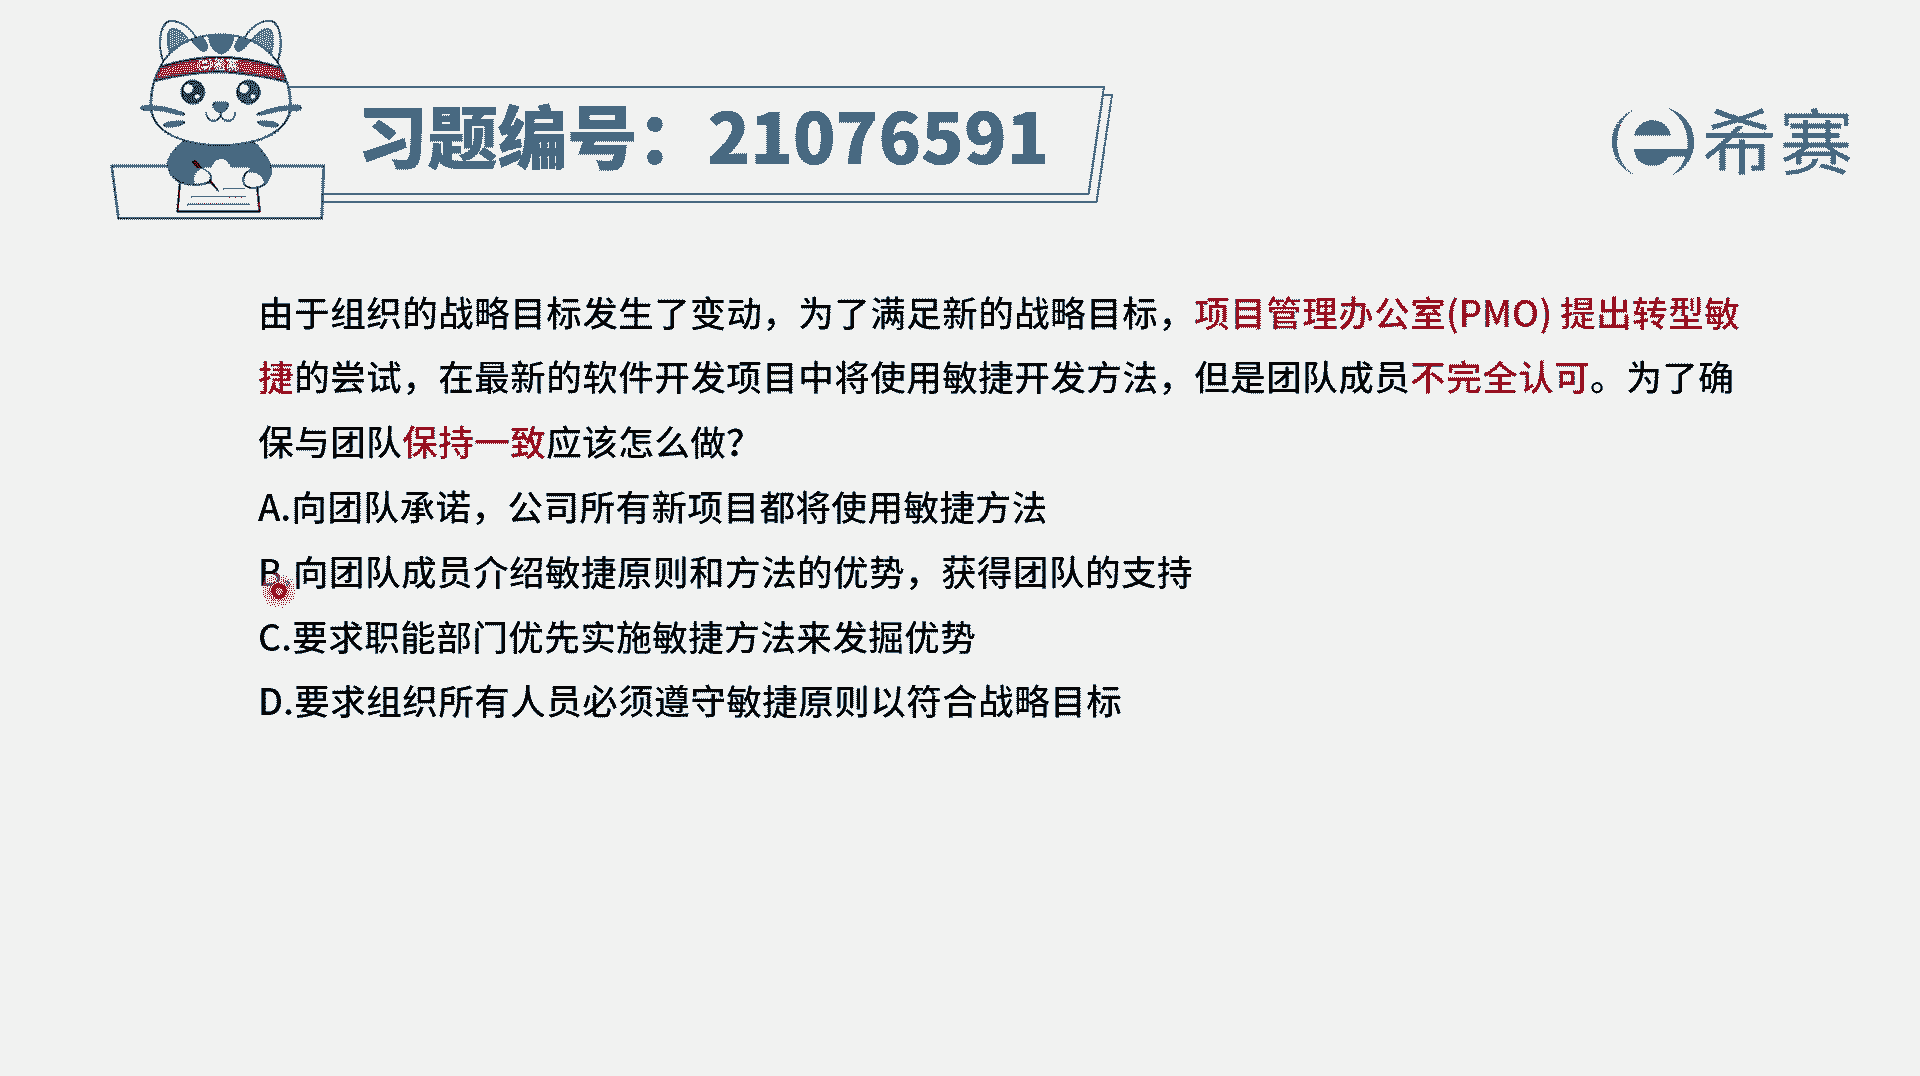 习题编号：21076591
希赛
由于组织的战略目标发生了变动，为了满足新的战略目标，项目管理办公室(PMO) 提出转型敏
捷的尝试，在最新的软件开发项目中将使用敏捷开发方法，但是团队成员不完全认可。为了确
保与团队保持一致应该怎么做？
A.向团队承诺，公司所有新项目都将使用敏捷方法
B.向团队成员介绍敏捷原则和方法的优势，获得团队的支持
C.要求职能部门优先实施敏捷方法来发掘优势
D.要求组织所有人员必须遵守敏捷原则以符合战略目标